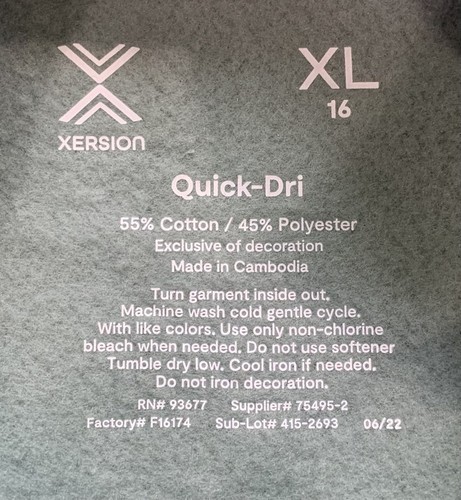 XL
16
XERSION
Quick-Dri
55% Cotton / 45% Polyester
Exclusive of decoration
Made in Cambodia
Turn garment inside out.
Machine wash cold gentle cycle.
With like colors. Use only non-chlorine
bleach when needed. Do not use softener
Tumble dry low. Cool iron if needed.
Do not iron decoration.
RN# 93677 Supplier# 75495-2
Factory# F16174 Sub-Lot# 415-2693 06/22